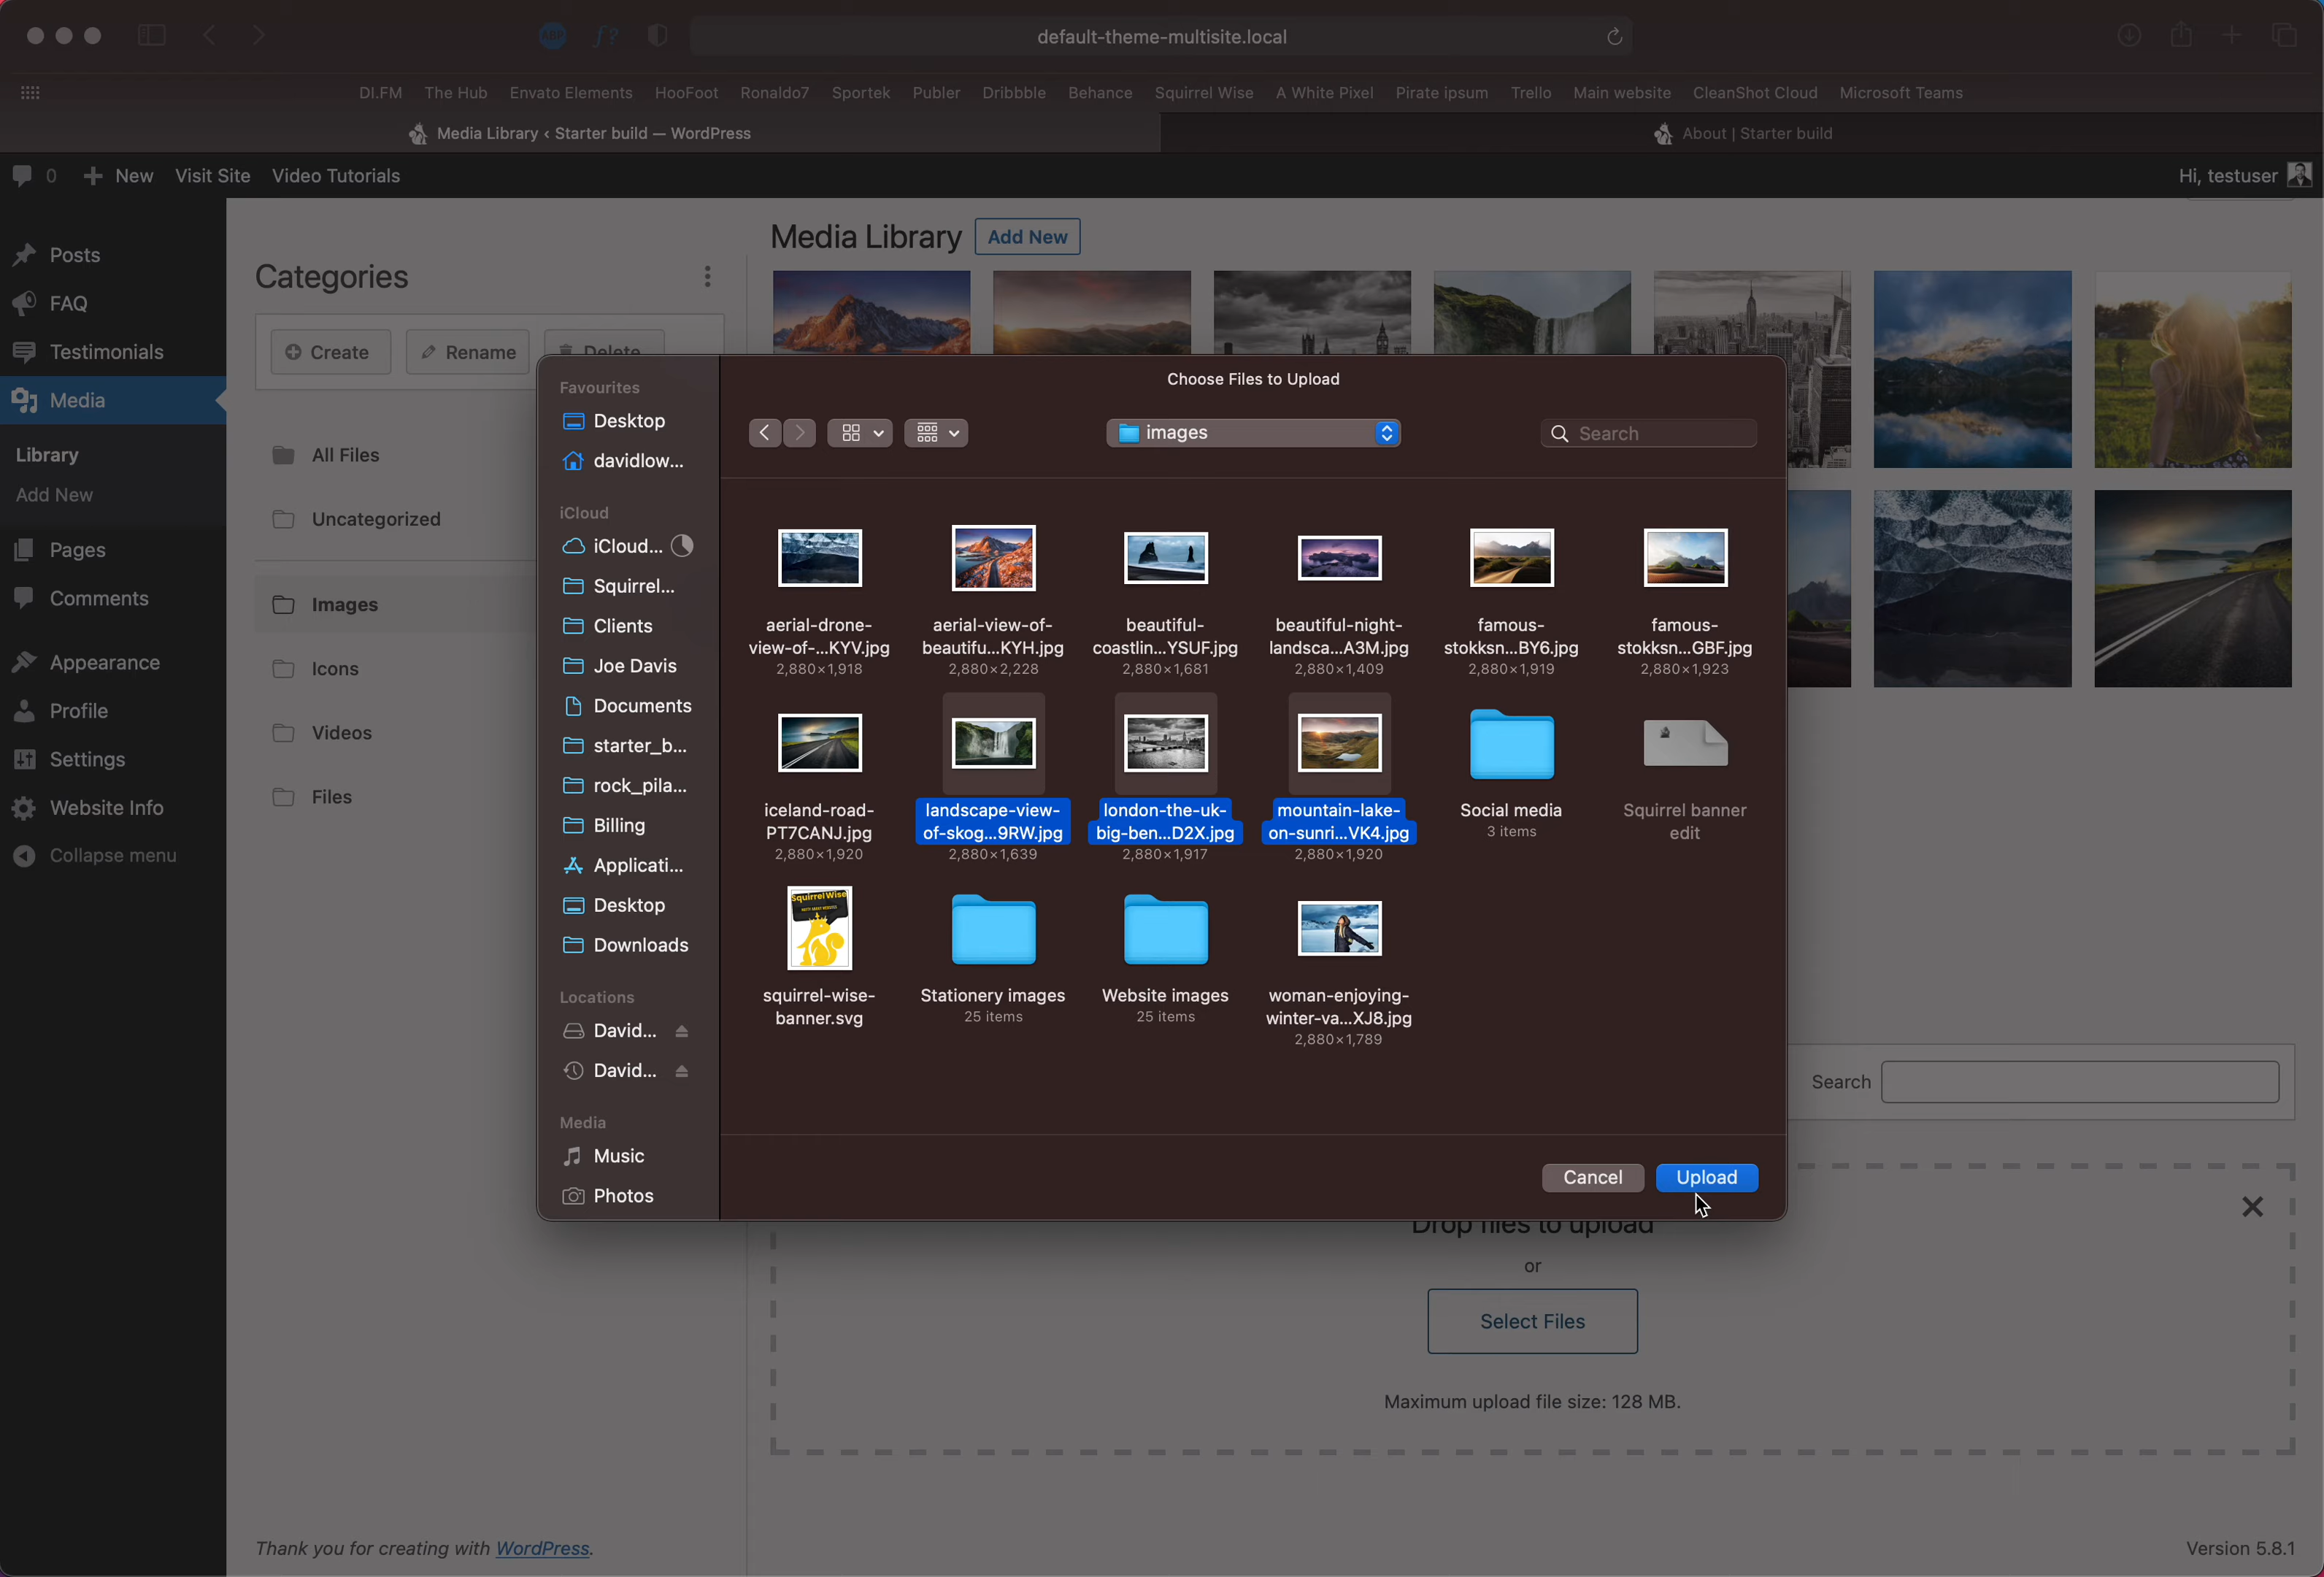 ABP f?
default-theme-multisite.local
DI.FM The Hub Envato Elements HooFoot Ronaldo7 Sportek Publer Dribbble Behance Squirrel Wise A White Pixel Pirate ipsum Trello Main website CleanShot Cloud Microsoft Teams
Media Library ‹ Starter build — WordPress
About | Starter build
0 New Visit Site Video Tutorials
Hi, testuser
Posts
FAQ
Testimonials
Media
Library
Add New
Pages
Comments
Appearance
Profile
Settings
Website Info
Collapse menu
Categories
Create Rename Delete
All Files
Uncategorized
Images
Icons
Videos
Files
Media Library Add New
Favourites
Desktop
davidlow...
iCloud
iCloud...
Squirrel...
Clients
Joe Davis
Documents
starter_b...
rock_pila...
Billing
Applicati...
Desktop
Downloads
Locations
David...
David...
Media
Music
Photos
Choose Files to Upload
images
Search
aerial-drone-
view-of-...KYV.jpg
2,880×1,918
aerial-view-of-
beautifu...KYH.jpg
2,880×2,228
beautiful-
coastlin...YSUF.jpg
2,880×1,681
beautiful-night-
landsca...A3M.jpg
2,880×1,409
famous-
stokksn...BY6.jpg
2,880×1,919
famous-
stokksn...GBF.jpg
2,880×1,923
iceland-road-
PT7CANJ.jpg
2,880×1,920
landscape-view-
of-skog...9RW.jpg
2,880×1,639
london-the-uk-
big-ben...D2X.jpg
2,880×1,917
mountain-lake-
on-sunri...VK4.jpg
2,880×1,920
Social media
3 items
Squirrel banner
edit
SquirrelWise
squirrel-wise-
banner.svg
Stationery images
25 items
Website images
25 items
woman-enjoying-
winter-va...XJ8.jpg
2,880×1,789
Cancel Upload
Search
Drop files to upload
or
Select Files
Maximum upload file size: 128 MB.
Thank you for creating with WordPress.
Version 5.8.1